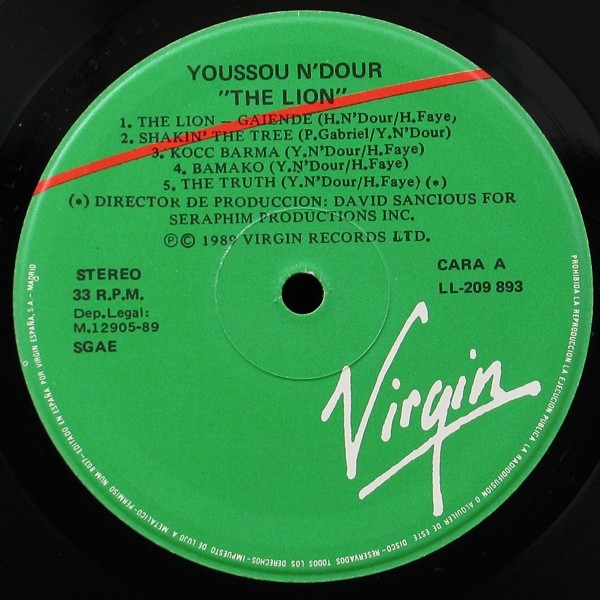 YOUSSOU N'DOUR
"THE LION"
1. THE LION — GAIENDE (H.N'Dour/H.Faye,
2. SHAKIN' THE TREE (P.Gabriel/Y.N'Dour)
3. KOCC BARMA (Y.N'Dour/H.Faye)
4. BAMAKO (Y.N'Dour/H.Faye)
5. THE TRUTH (Y.N'Dour/H.Faye) (*)
(*) DIRECTOR DE PRODUCCION: DAVID SANCIOUS FOR
SERAPHIM PRODUCTIONS INC.
℗ © 1989 VIRGIN RECORDS LTD.
STEREO
33 R.P.M.
Dep.Legal:
M.12905-89
SGAE
CARA A
LL-209 893
Virgin
PROHIBIDA LA REPRODUCCION LA EJECUCION PUBLICA LA RADIODIFUSION O ALQUILER DE ESTE DISCO-RESERVADOS TODOS LOS DERECHOS-IMPUESTO DE LUJO A METALICO-PERMISO NUM 8037-EDITADO EN ESPAÑA POR VIRGIN ESPAÑA, S.A. - MADRID